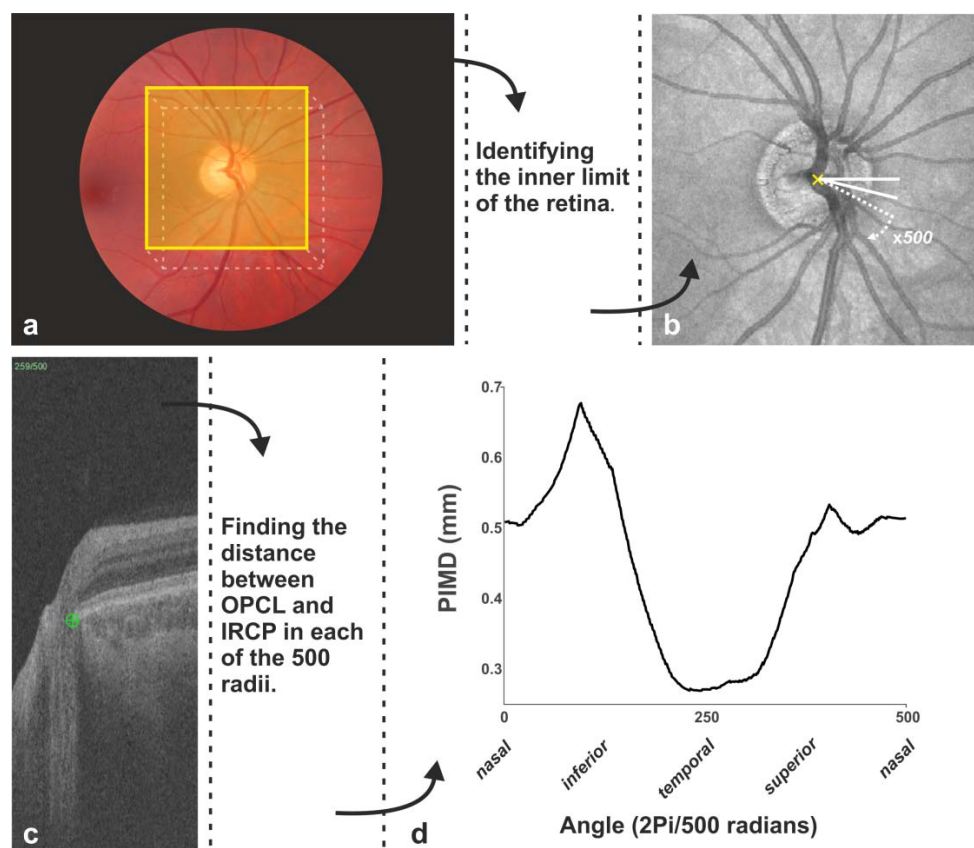 a
Identifying
the inner limit
of the retina.
x500
b
259/500
Finding the
distance
between
OPCL and
IRCP in each
of the 500
radii.
c
0.7
0.6
0.5
0.4
0.3
PIMD (mm)
0
250
500
nasal
inferior
temporal
superior
nasal
Angle (2Pi/500 radians)
d